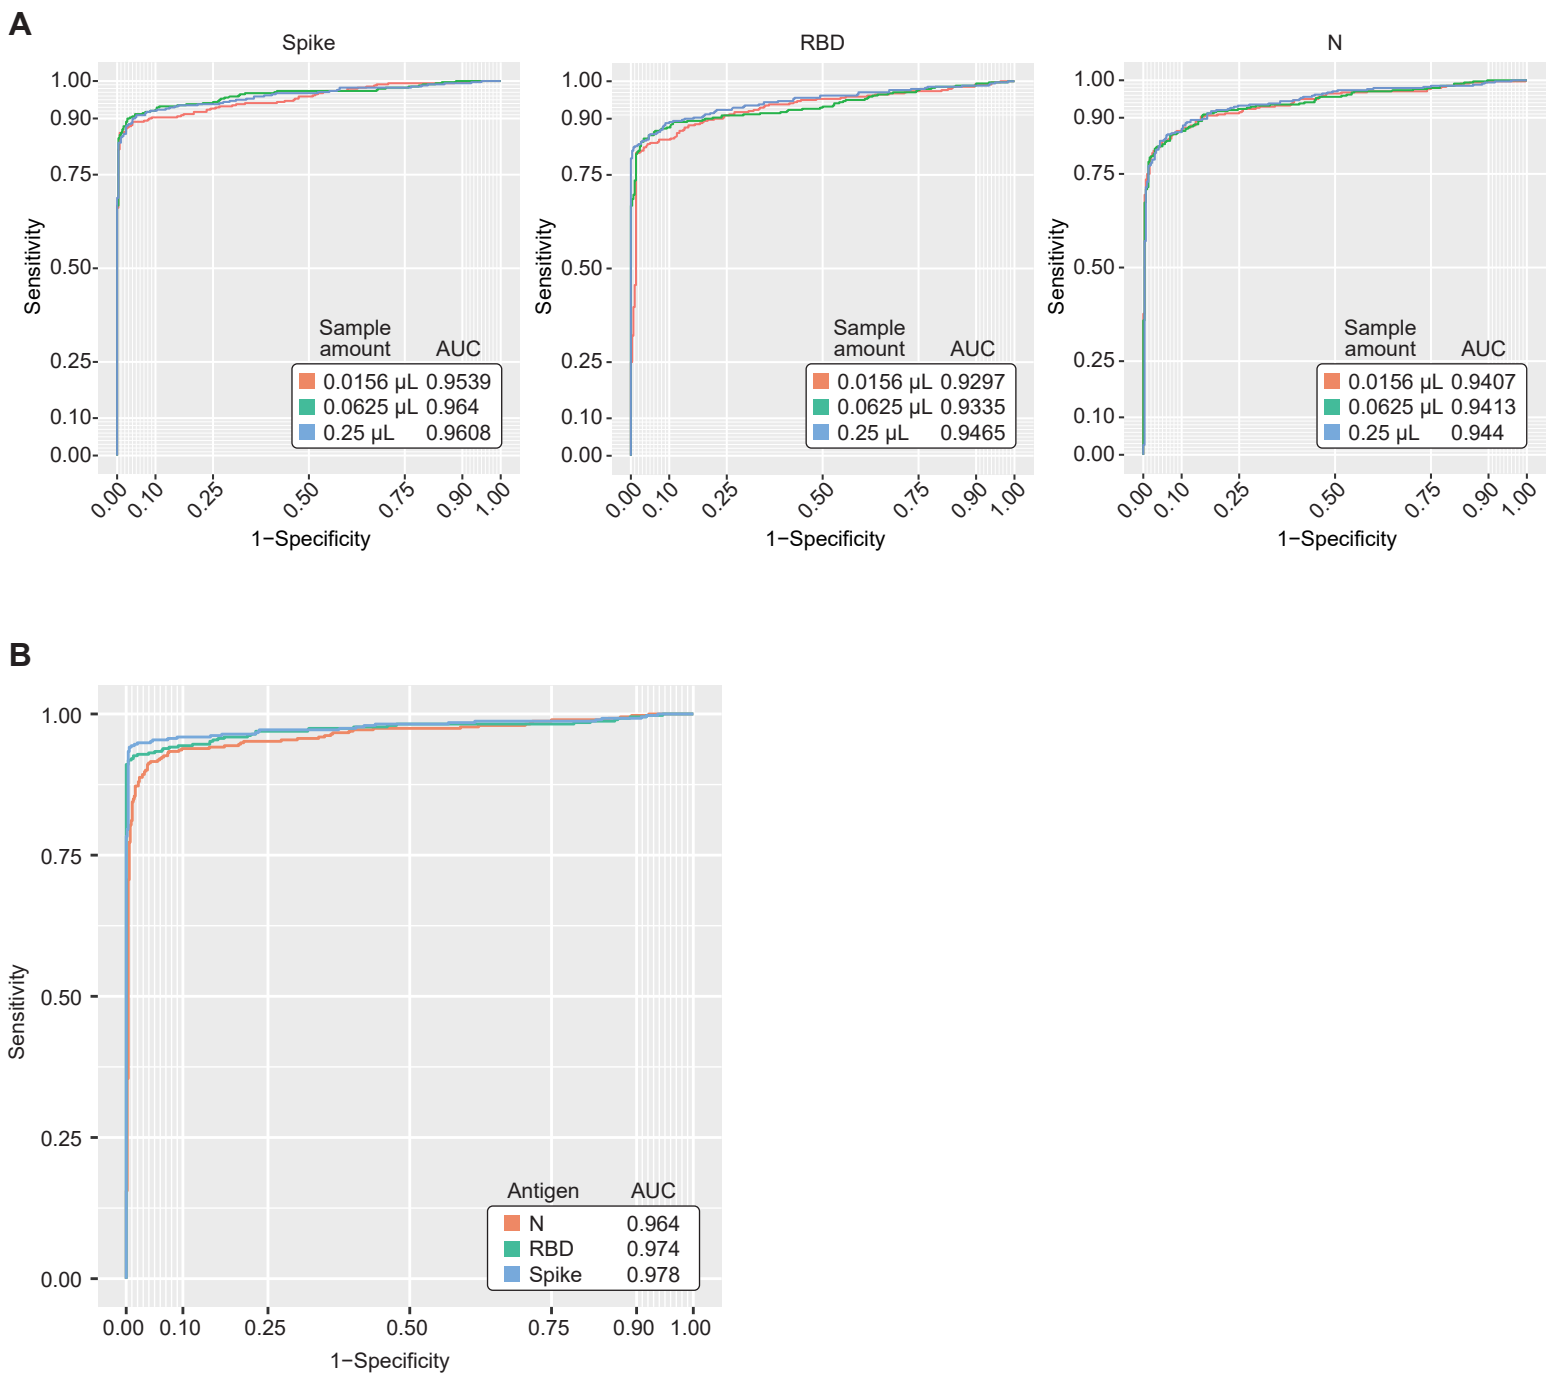 A
Spike
1.00
0.90
0.75
0.50
0.25
0.10
0.00
Sensitivity
Sample
amount AUC
0.0156 µL 0.9539
0.0625 µL 0.964
0.25 µL 0.9608
0.00 0.10 0.25 0.50 0.75 0.90 1.00
1−Specificity
RBD
1.00
0.90
0.75
0.50
0.25
0.10
0.00
Sensitivity
Sample
amount AUC
0.0156 µL 0.9297
0.0625 µL 0.9335
0.25 µL 0.9465
0.00 0.10 0.25 0.50 0.75 0.90 1.00
1−Specificity
N
1.00
0.90
0.75
0.50
0.25
0.10
0.00
Sensitivity
Sample
amount AUC
0.0156 µL 0.9407
0.0625 µL 0.9413
0.25 µL 0.944
0.00 0.10 0.25 0.50 0.75 0.90 1.00
1−Specificity
B
1.00
0.75
0.50
0.25
0.00
Sensitivity
Antigen AUC
N 0.964
RBD 0.974
Spike 0.978
0.00 0.10 0.25 0.50 0.75 0.90 1.00
1−Specificity